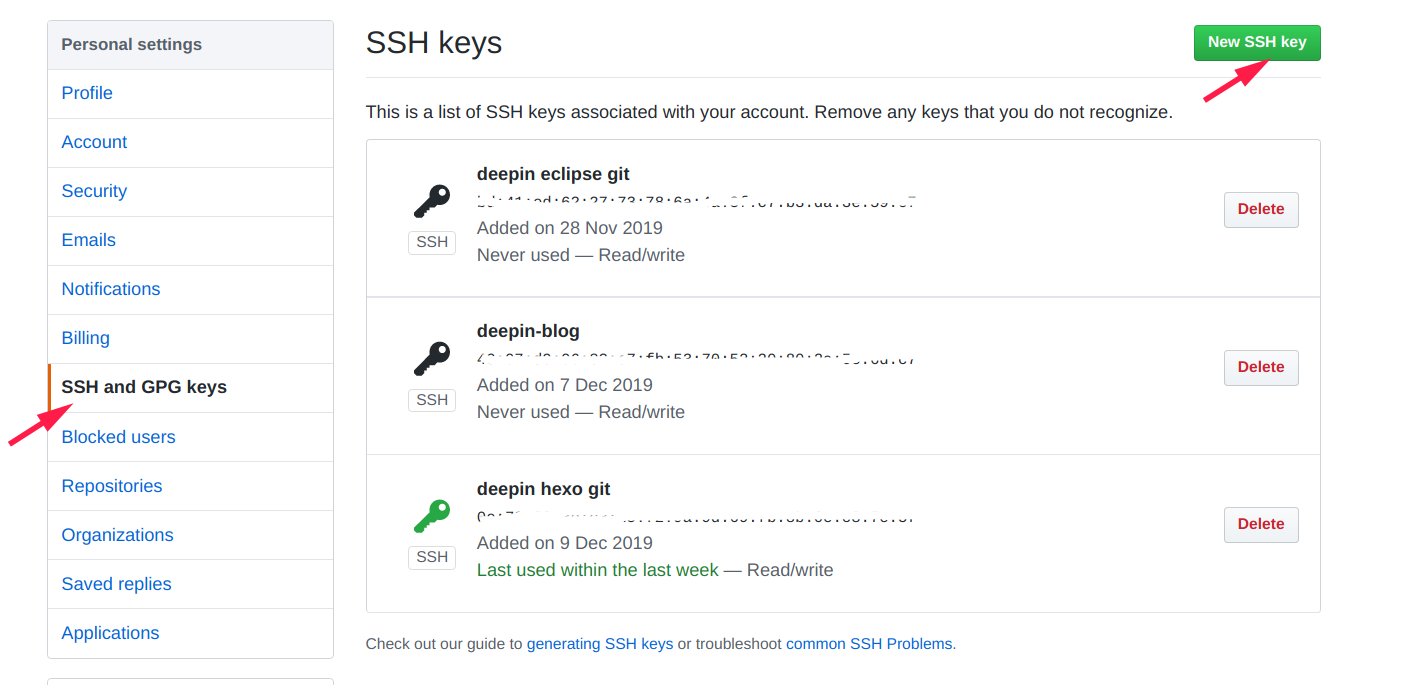 Personal settings
Profile
Account
Security
Emails
Notifications
Billing
SSH and GPG keys
Blocked users
Repositories
Organizations
Saved replies
Applications
SSH keys
New SSH key
This is a list of SSH keys associated with your account. Remove any keys that you do not recognize.
deepin eclipse git
SSH
Added on 28 Nov 2019
Never used — Read/write
Delete
deepin-blog
SSH
Added on 7 Dec 2019
Never used — Read/write
Delete
deepin hexo git
SSH
Added on 9 Dec 2019
Last used within the last week — Read/write
Delete
Check out our guide to generating SSH keys or troubleshoot common SSH Problems.